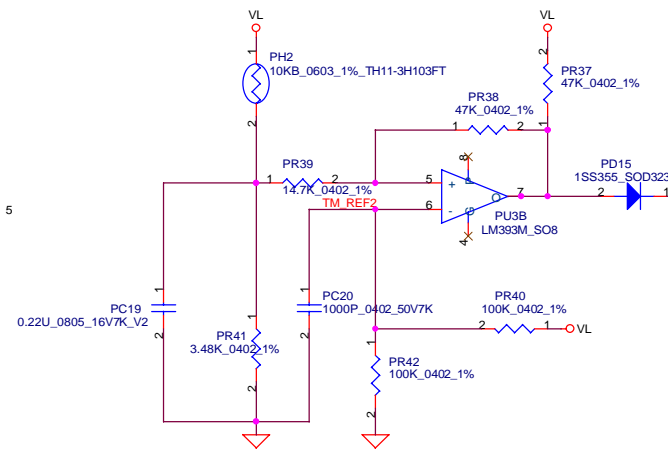 VL
VL
PH2
10KB_0603_1%_TH11-3H103FT
1
2
2
PR37
47K_0402_1%
1
PR38
47K_0402_1%
1
2
PR39
1
2
14.7K_0402_1%
TM_REF2
5
+
6
-
8
P
G
4
O
7
PU3B
LM393M_SO8
PD15
1SS355_SOD323
2
1
5
1
PC19
0.22U_0805_16V7K_V2
2
1
PC20
1000P_0402_50V7K
2
1
PR41
3.48K_0402_1%
2
PR40
100K_0402_1%
2
1
VL
1
PR42
100K_0402_1%
2